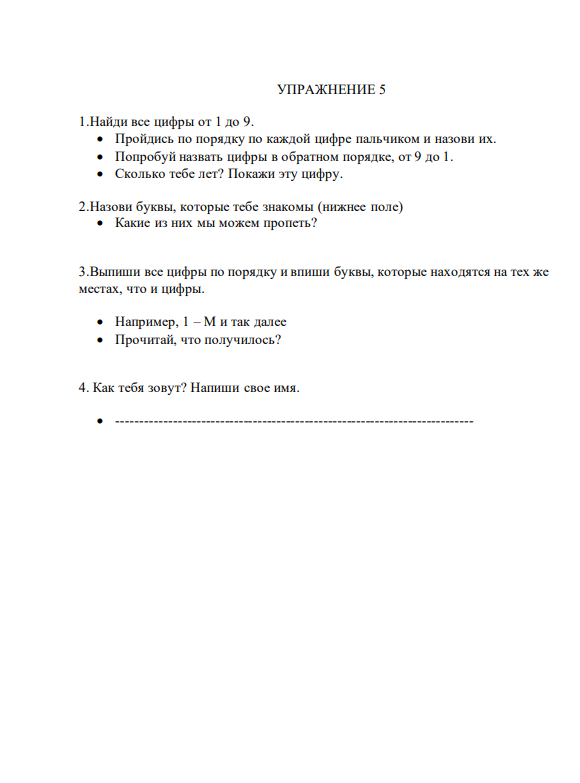 УПРАЖНЕНИЕ 5
1.Найди все цифры от 1 до 9.
• Пройдись по порядку по каждой цифре пальчиком и назови их.
• Попробуй назвать цифры в обратном порядке, от 9 до 1.
• Сколько тебе лет? Покажи эту цифру.
2.Назови буквы, которые тебе знакомы (нижнее поле)
• Какие из них мы можем пропеть?
3.Выпиши все цифры по порядку и впиши буквы, которые находятся на тех же
местах, что и цифры.
• Например, 1 – М и так далее
• Прочитай, что получилось?
4. Как тебя зовут? Напиши свое имя.
• ---------------------------------------------------------------------------